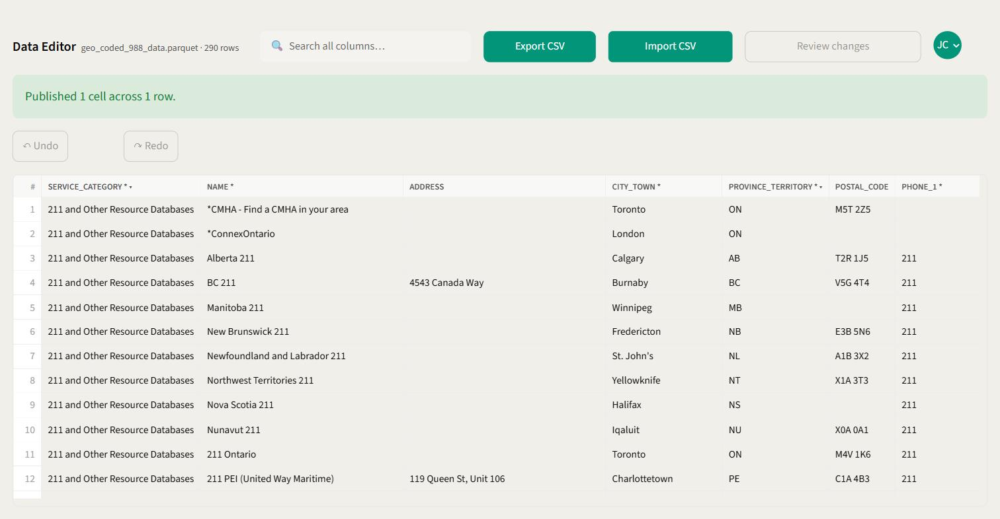 Data Editor geo_coded_988_data.parquet · 290 rows 🔍 Search all columns… Export CSV Import CSV Review changes JC
Published 1 cell across 1 row.
↶ Undo ↷ Redo
# SERVICE_CATEGORY * ▾ NAME * ADDRESS CITY_TOWN * PROVINCE_TERRITORY * ▾ POSTAL_CODE PHONE_1 *
1 211 and Other Resource Databases *CMHA - Find a CMHA in your area Toronto ON M5T 2Z5
2 211 and Other Resource Databases *ConnexOntario London ON
3 211 and Other Resource Databases Alberta 211 Calgary AB T2R 1J5 211
4 211 and Other Resource Databases BC 211 4543 Canada Way Burnaby BC V5G 4T4 211
5 211 and Other Resource Databases Manitoba 211 Winnipeg MB 211
6 211 and Other Resource Databases New Brunswick 211 Fredericton NB E3B 5N6 211
7 211 and Other Resource Databases Newfoundland and Labrador 211 St. John's NL A1B 3X2 211
8 211 and Other Resource Databases Northwest Territories 211 Yellowknife NT X1A 3T3 211
9 211 and Other Resource Databases Nova Scotia 211 Halifax NS 211
10 211 and Other Resource Databases Nunavut 211 Iqaluit NU X0A 0A1 211
11 211 and Other Resource Databases 211 Ontario Toronto ON M4V 1K6 211
12 211 and Other Resource Databases 211 PEI (United Way Maritime) 119 Queen St, Unit 106 Charlottetown PE C1A 4B3 211